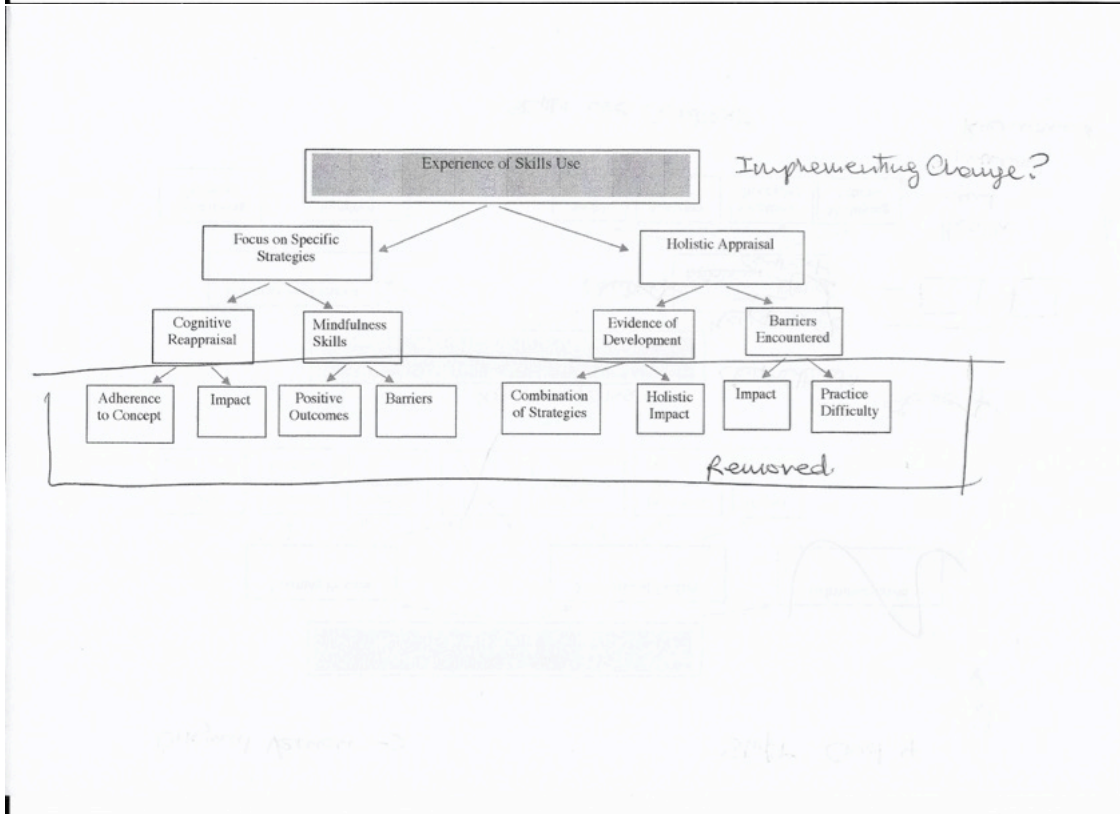 Experience of Skills Use
Implementing Change?
Focus on Specific
Strategies
Holistic Appraisal
Cognitive
Reappraisal
Mindfulness
Skills
Evidence of
Development
Barriers
Encountered
Adherence
to Concept
Impact
Positive
Outcomes
Barriers
Combination
of Strategies
Holistic
Impact
Impact
Practice
Difficulty
Removed.